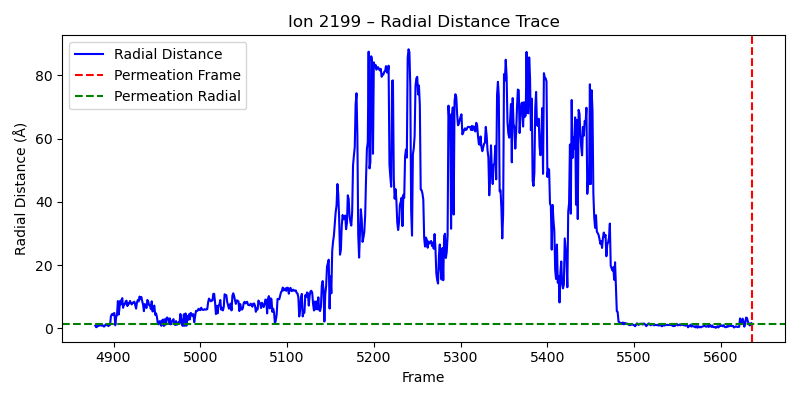 Ion 2199 – Radial Distance Trace
Radial Distance
Permeation Frame
Permeation Radial
Radial Distance (Å)
80
60
40
20
0
4900 5000 5100 5200 5300 5400 5500 5600
Frame